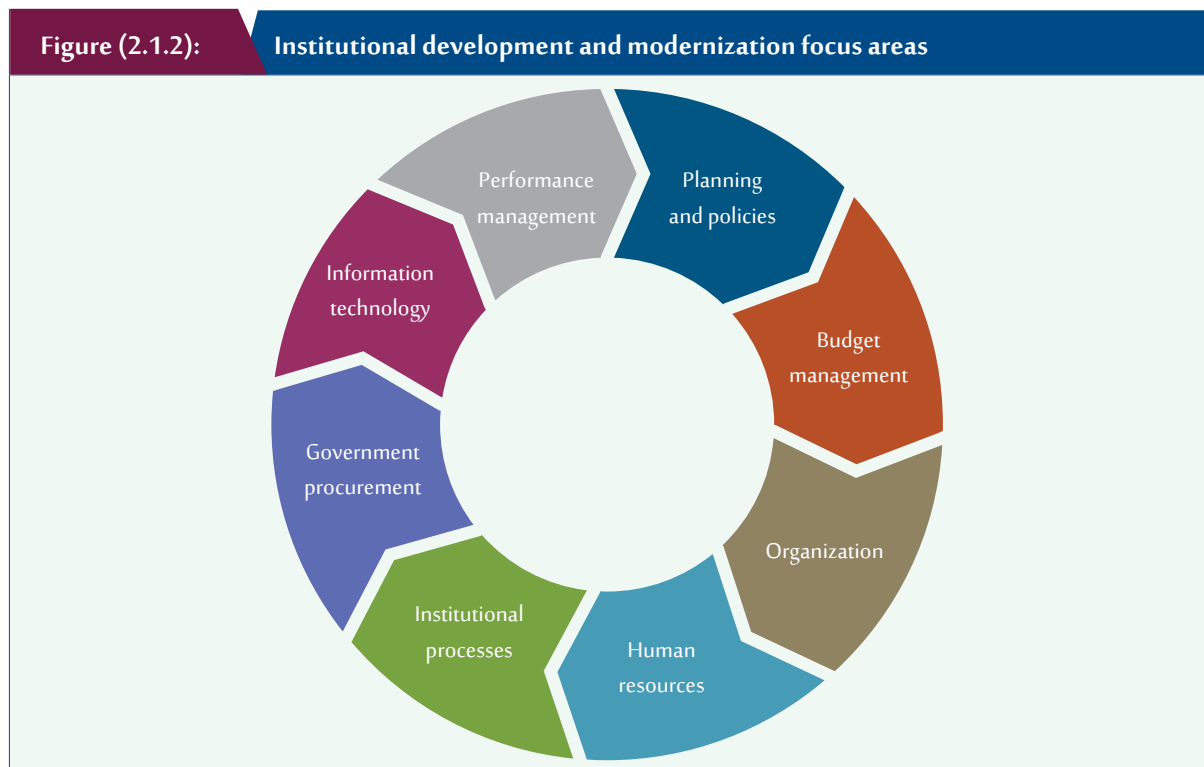 Figure (2.1.2): Institutional development and modernization focus areas
Planning
and policies
Budget
management
Organization
Human
resources
Institutional
processes
Government
procurement
Information
technology
Performance
management